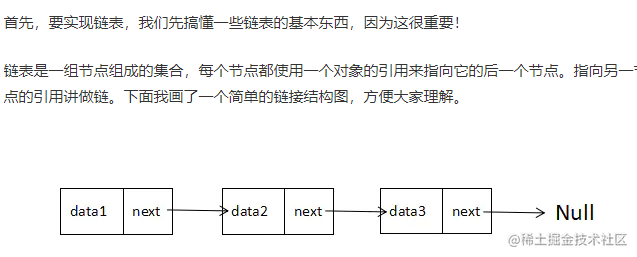 首先，要实现链表，我们先搞懂一些链表的基本东西，因为这很重要！
链表是一组节点组成的集合，每个节点都使用一个对象的引用来指向它的后一个节点。指向另一
点的引用讲做链。下面我画了一个简单的链接结构图，方便大家理解。
data1 next data2 next data3 next Null
@稀土掘金技术社区